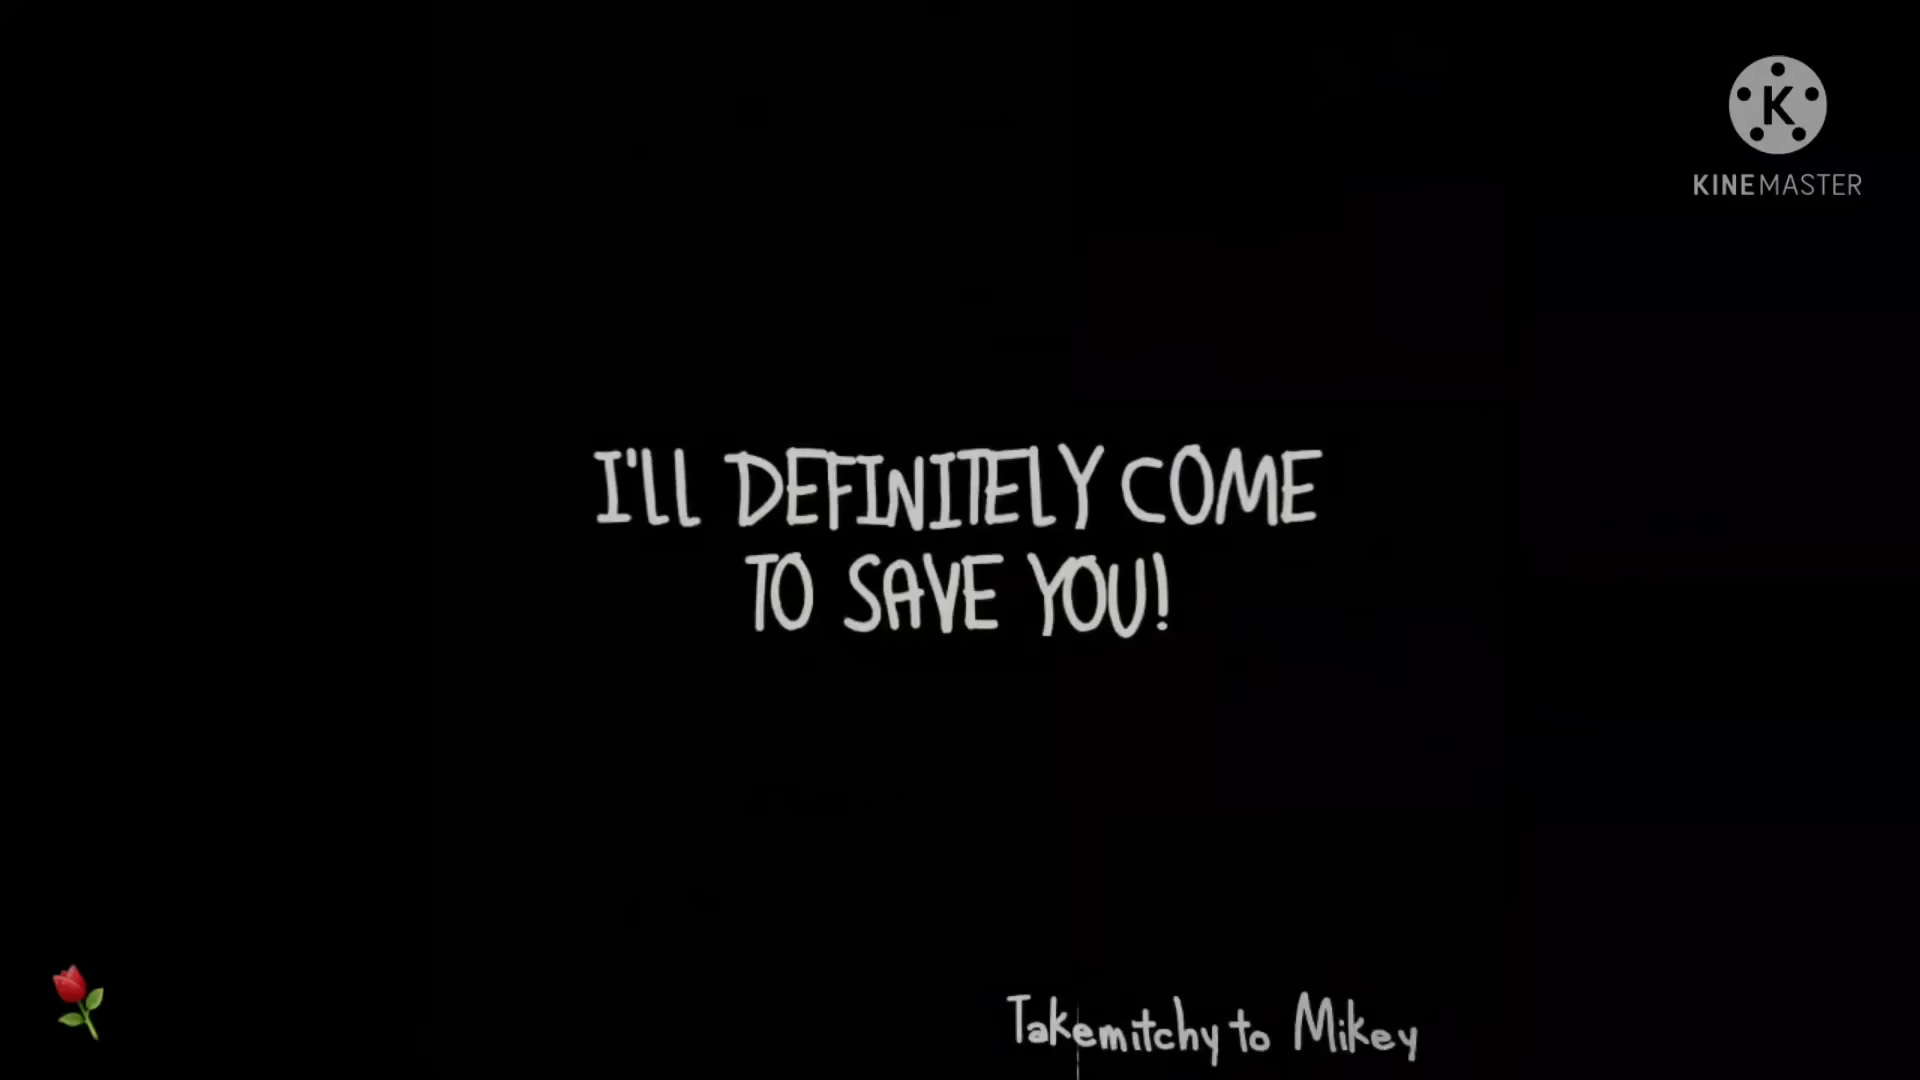 K
KINEMASTER
I'LL DEFINITELY COME
TO SAVE YOU!
Takemitchy to Mikey